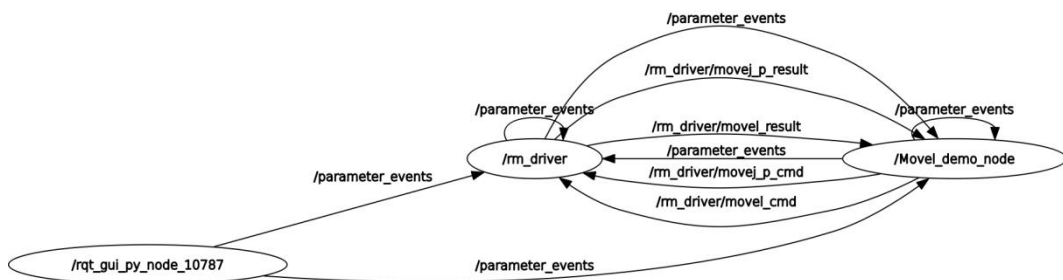 /parameter_events
/rm_driver/movej_p_result
/parameter_events
/parameter_events
/rm_driver/movel_result
/rm_driver
/parameter_events
/Movel_demo_node
/parameter_events
/rm_driver/movej_p_cmd
/rm_driver/movel_cmd
/rqt_gui_py_node_10787
/parameter_events